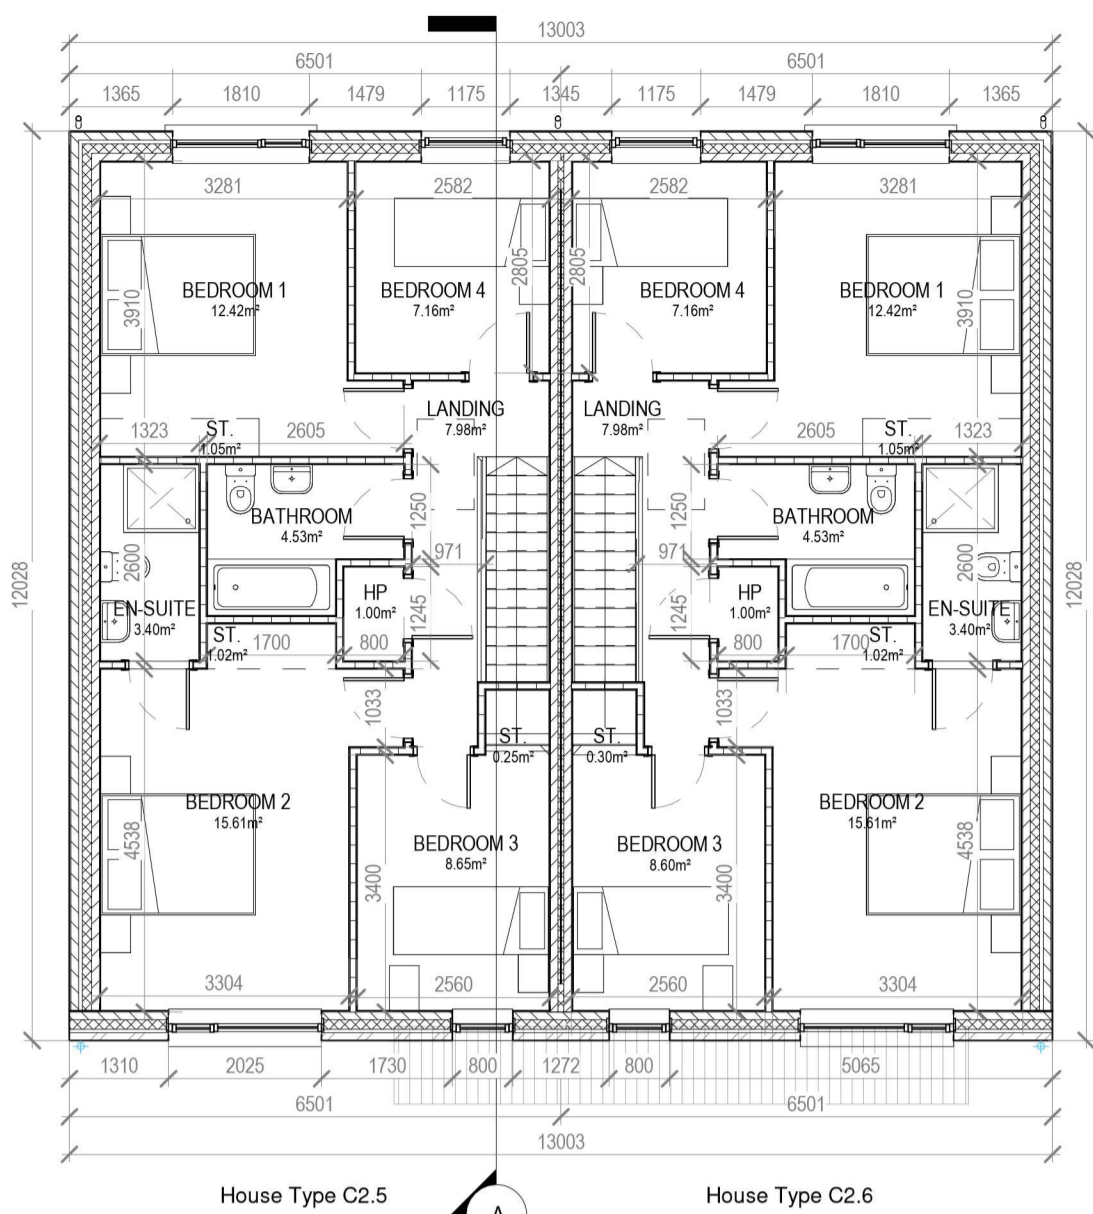 13003
6501 6501
1365 1810 1479 1175 1345 1175 1479 1810 1365
3281 2582 2582 3281
2805 2805
3910 BEDROOM 1 BEDROOM 4 BEDROOM 4 BEDROOM 1 3910
12.42m² 7.16m² 7.16m² 12.42m²
LANDING LANDING
7.98m² 7.98m²
1323 ST. 2605 2605 ST. 1323
1.05m² 1.05m²
1250 1250
BATHROOM BATHROOM
4.53m² 4.53m²
2600 971 971 2600
12028 12028
HP HP
1.00m² 1.00m²
1245 1245
EN-SUITE EN-SUITE
3.40m² 3.40m²
ST. 1700 800 800 1700 ST.
1.02m² 1.02m²
1033 1033
ST. ST.
0.25m² 0.30m²
BEDROOM 2 BEDROOM 2
15.61m² 15.61m²
4538 BEDROOM 3 BEDROOM 3 4538
8.65m² 8.60m²
3400 3400
3304 2560 2560 3304
1310 2025 1730 800 1272 800 5065
6501 6501
13003
House Type C2.5 House Type C2.6
A